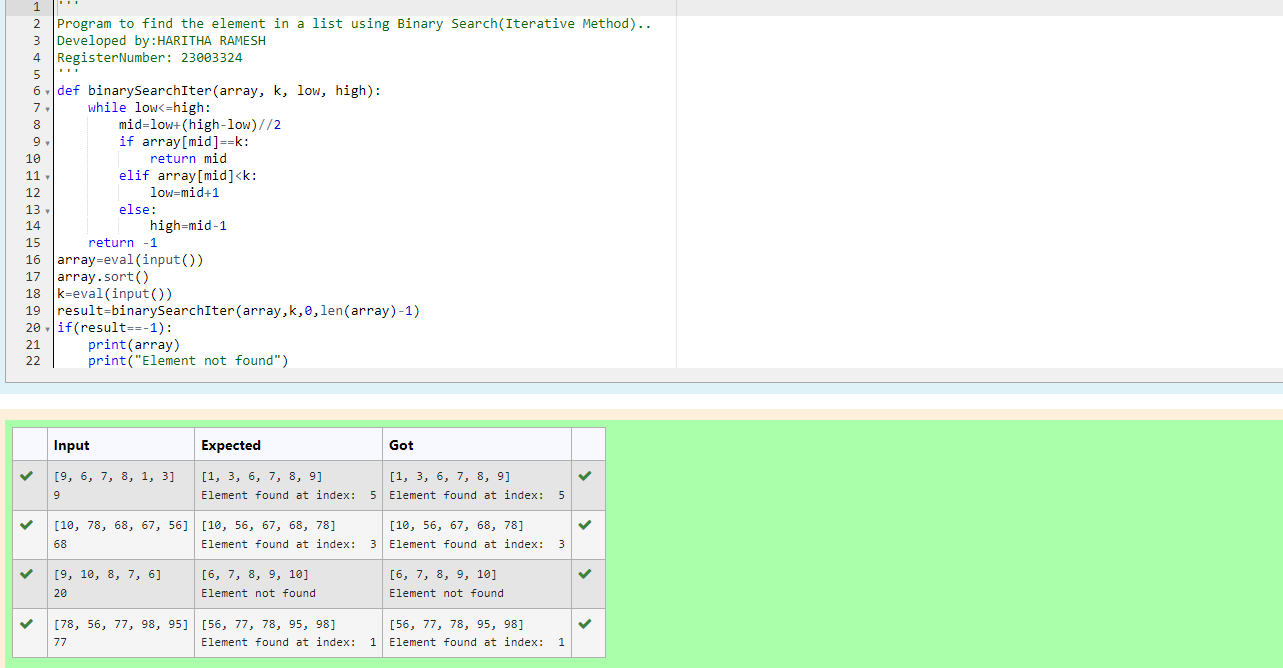 1 '''
2 Program to find the element in a list using Binary Search(Iterative Method)..
3 Developed by:HARITHA RAMESH
4 RegisterNumber: 23003324
5 '''
6 def binarySearchIter(array, k, low, high):
7     while low<=high:
8         mid=low+(high-low)//2
9         if array[mid]==k:
10             return mid
11         elif array[mid]<k:
12             low=mid+1
13         else:
14             high=mid-1
15     return -1
16 array=eval(input())
17 array.sort()
18 k=eval(input())
19 result=binarySearchIter(array,k,0,len(array)-1)
20 if(result==-1):
21     print(array)
22     print("Element not found")
Input Expected Got
[9, 6, 7, 8, 1, 3] [1, 3, 6, 7, 8, 9] [1, 3, 6, 7, 8, 9]
9 Element found at index:  5 Element found at index:  5
[10, 78, 68, 67, 56] [10, 56, 67, 68, 78] [10, 56, 67, 68, 78]
68 Element found at index:  3 Element found at index:  3
[9, 10, 8, 7, 6] [6, 7, 8, 9, 10] [6, 7, 8, 9, 10]
20 Element not found Element not found
[78, 56, 77, 98, 95] [56, 77, 78, 95, 98] [56, 77, 78, 95, 98]
77 Element found at index:  1 Element found at index:  1